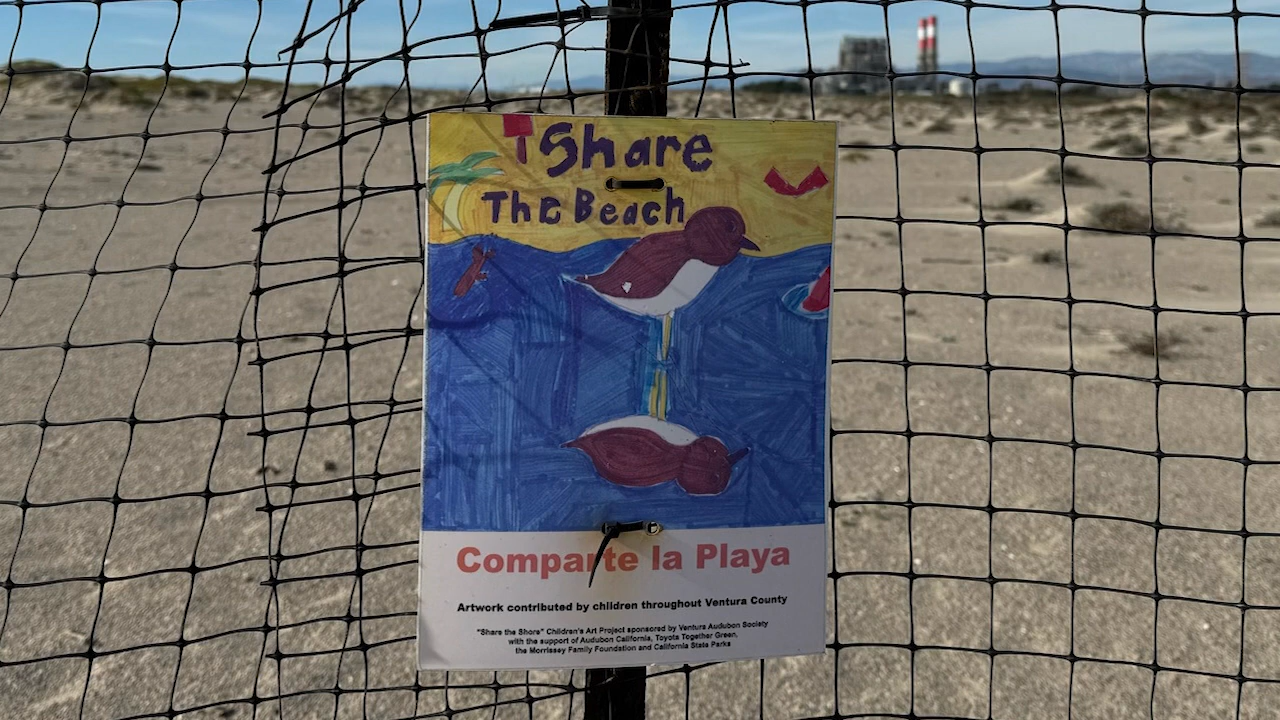 Share
The Beach
Comparte la Playa
Artwork contributed by children throughout Ventura County
"Share the Shore" Children's Art Project sponsored by Ventura Audubon Society
with the support of Audubon California, Toyota Together Green,
the Morrissey Family Foundation and California State Parks